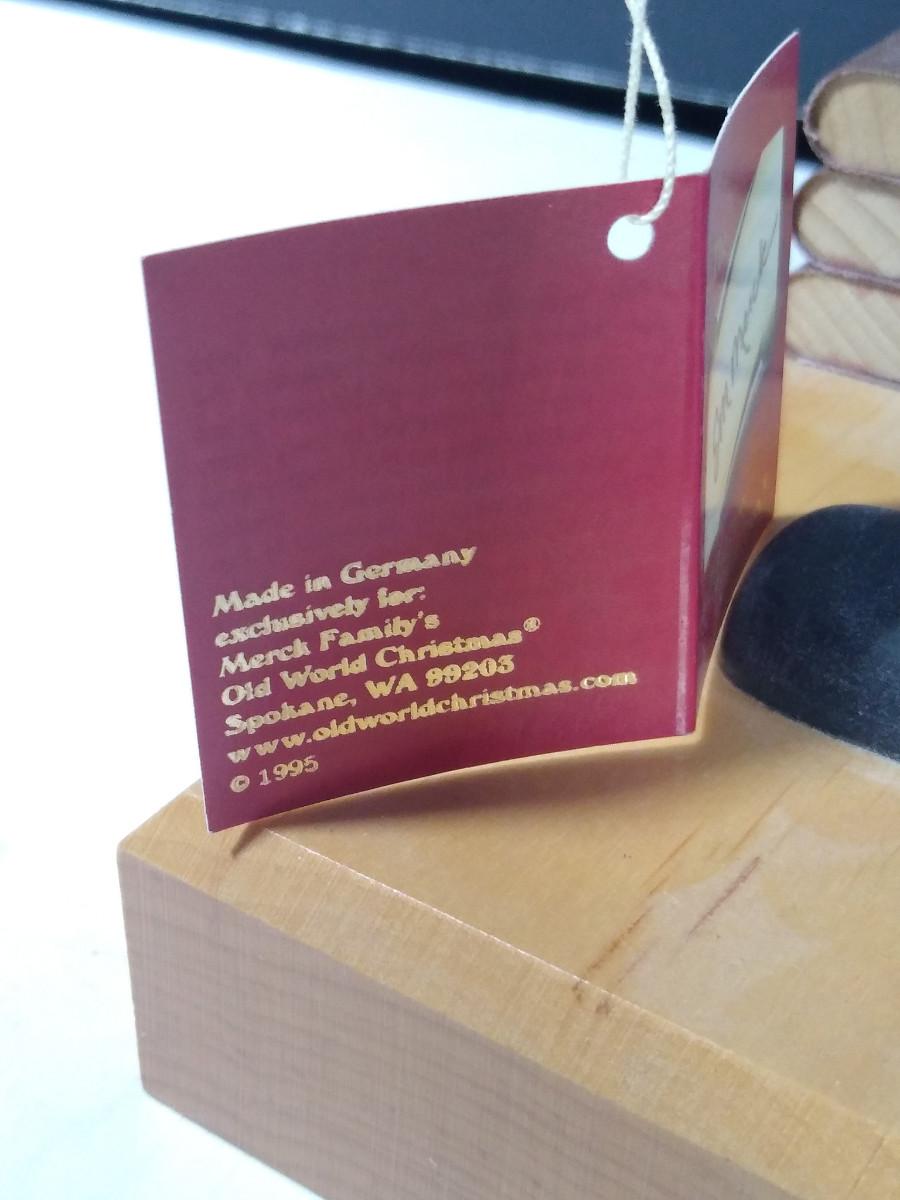 Made in Germany
exclusively for:
Merck Family's
Old World Christmas®
Spokane, WA 99203
www.oldworldchristmas.com
© 1995